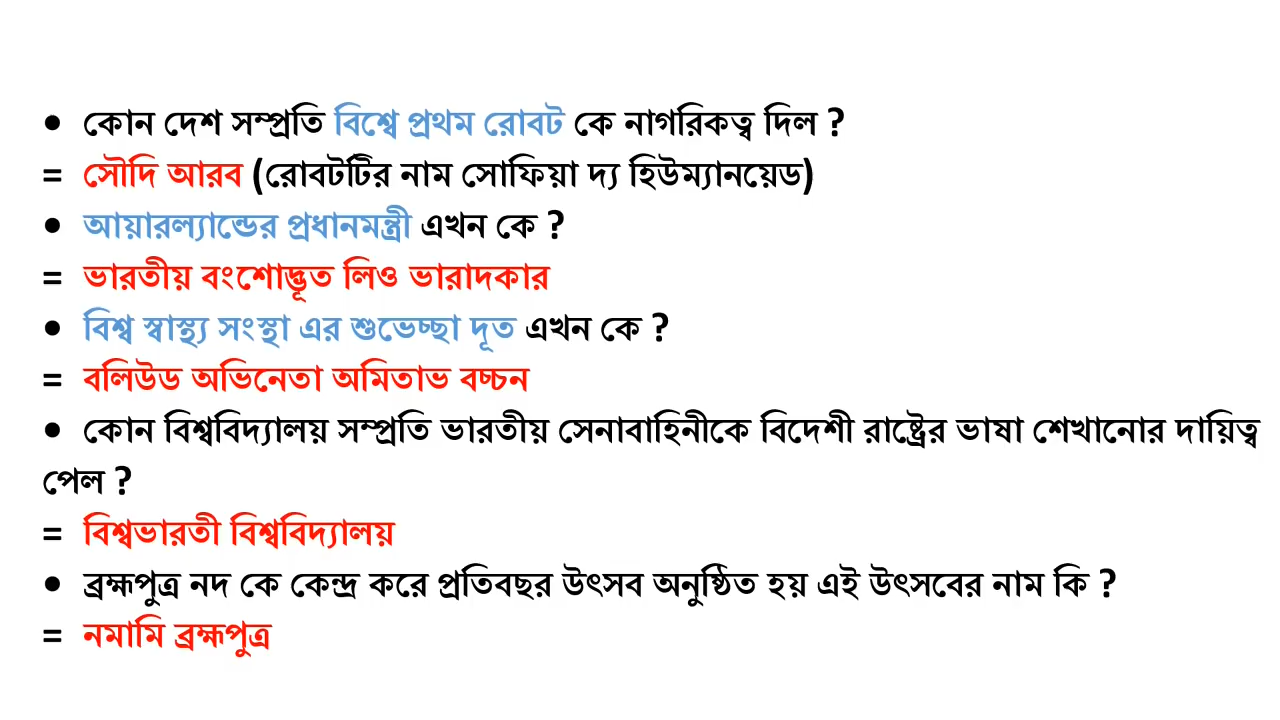 • কোন দেশ সম্প্রতি বিশ্বে প্রথম রোবট কে নাগরিকত্ব দিল ?
= সৌদি আরব (রোবটটির নাম সোফিয়া দ্য হিউম্যানয়েড)
• আয়ারল্যান্ডের প্রধানমন্ত্রী এখন কে ?
= ভারতীয় বংশোদ্ভূত লিও ভারাদকার
• বিশ্ব স্বাস্থ্য সংস্থা এর শুভেচ্ছা দূত এখন কে ?
= বলিউড অভিনেতা অমিতাভ বচ্চন
• কোন বিশ্ববিদ্যালয় সম্প্রতি ভারতীয় সেনাবাহিনীকে বিদেশী রাষ্ট্রের ভাষা শেখানোর দায়িত্ব
পেল ?
= বিশ্বভারতী বিশ্ববিদ্যালয়
• ব্রহ্মপুত্র নদ কে কেন্দ্র করে প্রতিবছর উৎসব অনুষ্ঠিত হয় এই উৎসবের নাম কি ?
= নমামি ব্রহ্মপুত্র